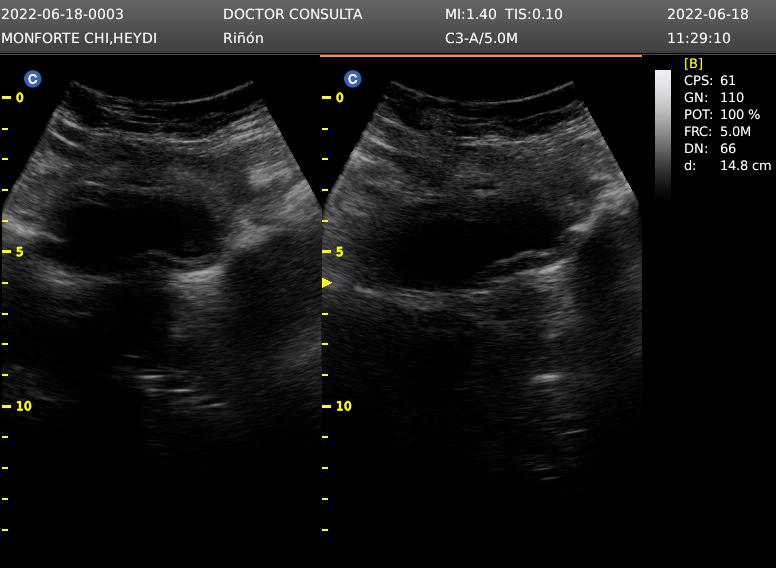 2022-06-18-0003 DOCTOR CONSULTA MI:1.40 TIS:0.10 2022-06-18
MONFORTE CHI,HEYDI Riñón C3-A/5.0M 11:29:10
C C [B]
0 0 CPS: 61
GN: 110
POT: 100 %
FRC: 5.0M
DN: 66
d: 14.8 cm
5 5
10 10